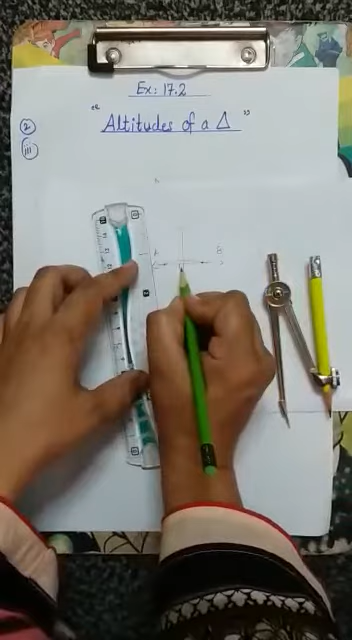 Ex: 17.2
" Altitudes of a Δ "
2
iii